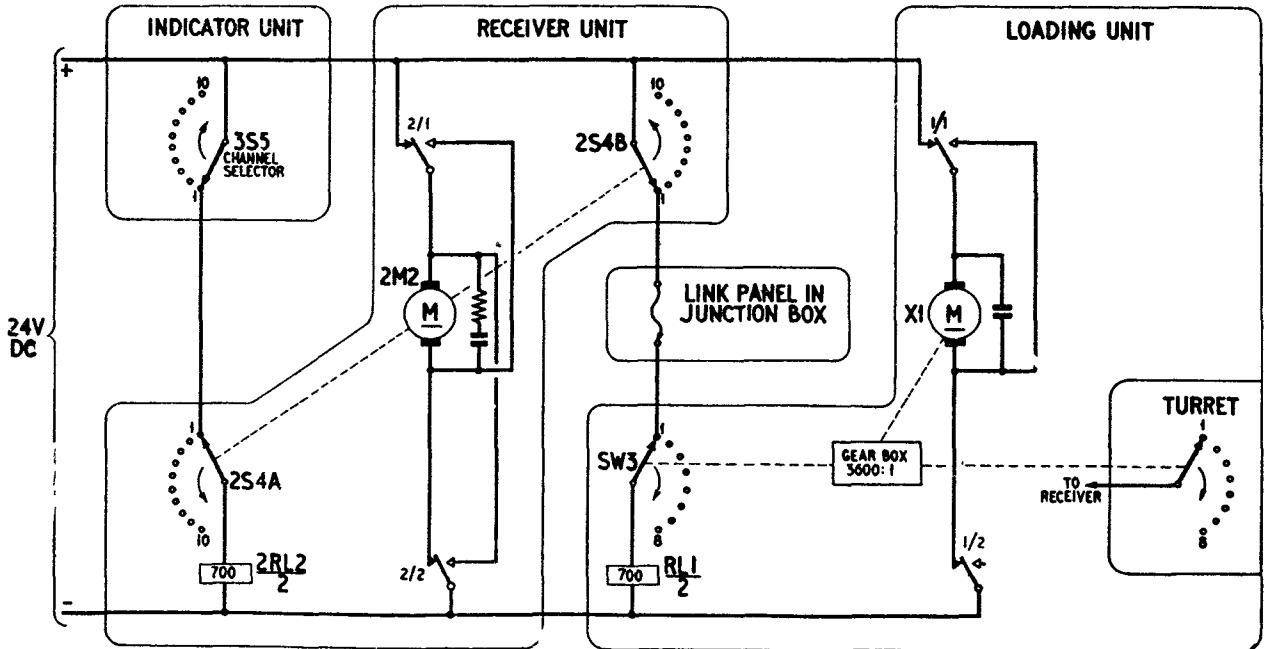 INDICATOR UNIT
RECEIVER UNIT
LOADING UNIT
+
10
3S5
CHANNEL
SELECTOR
1
2/1
10
2S4B
1
1/1
2M2
M
LINK PANEL IN
JUNCTION BOX
X1
M
24V
DC
1
2S4A
10
700
2RL2
2
2/2
1
SW3
8
700
RL1
2
GEAR BOX
3600:1
1/2
TURRET
1
TO
RECEIVER
8
-